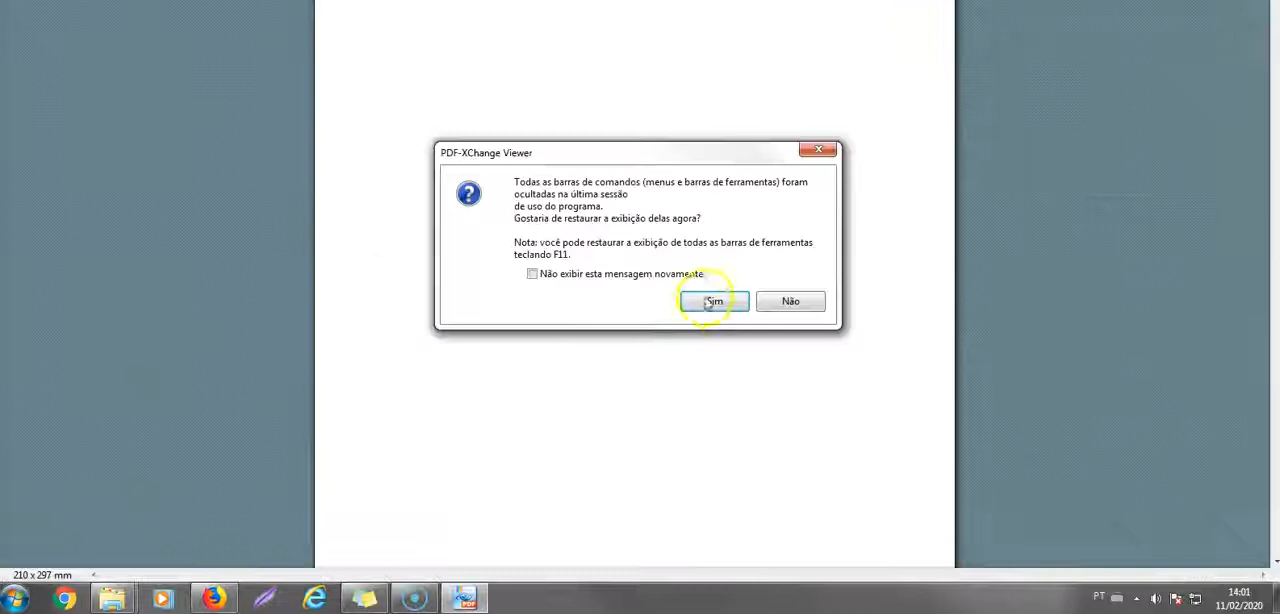 PDF-XChange Viewer
Todas as barras de comandos (menus e barras de ferramentas) foram
ocultadas na última sessão
de uso do programa.
Gostaria de restaurar a exibição delas agora?
Nota: você pode restaurar a exibição de todas as barras de ferramentas
teclando F11.
Não exibir esta mensagem novamente
Sim
Não
210 x 297 mm
PDF
PT
14:01
11/02/2020